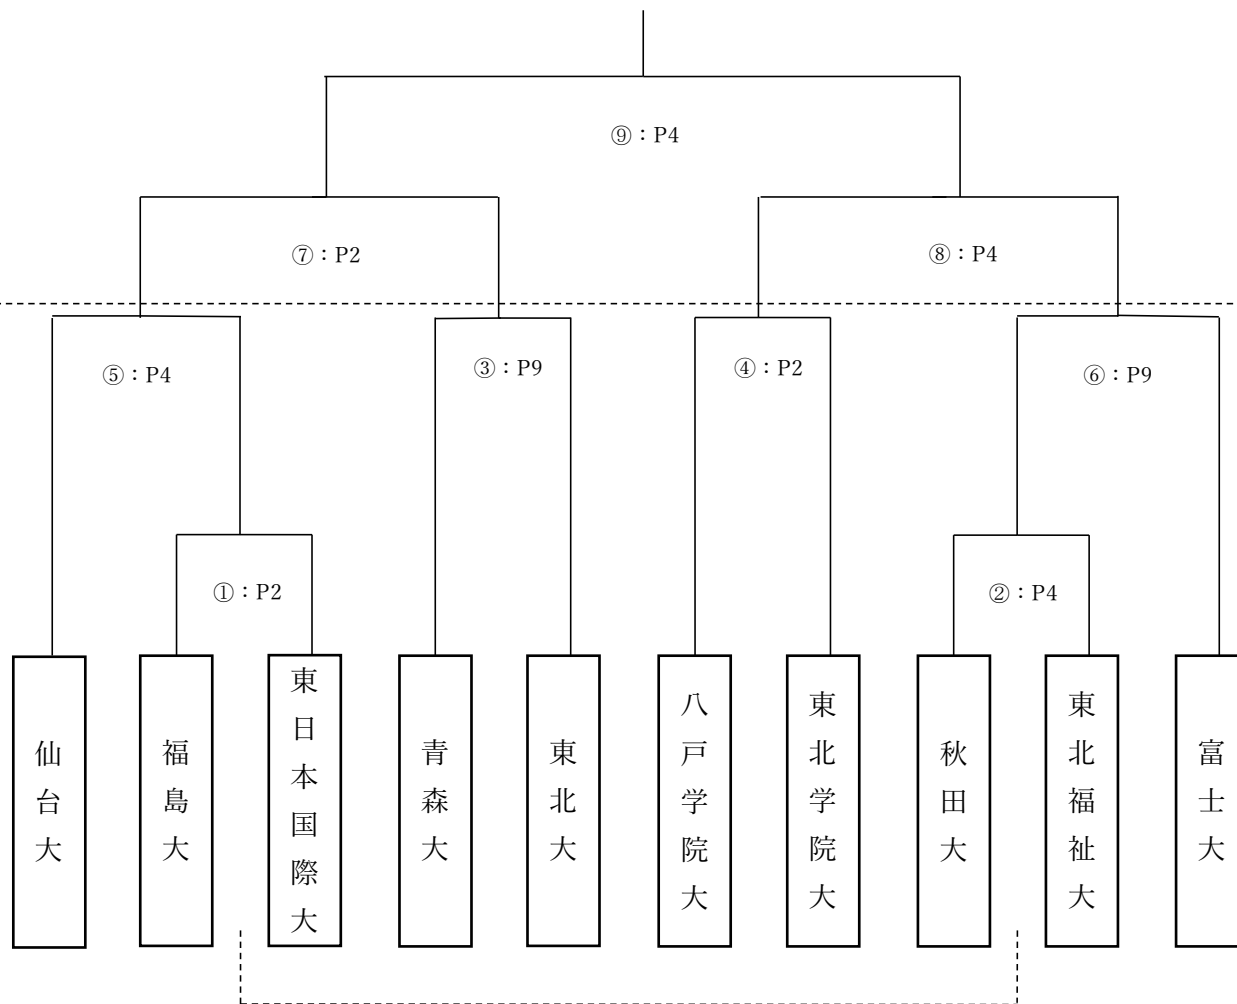 ⑨：P4
⑦：P2
⑧：P4
⑤：P4
③：P9
④：P2
⑥：P9
①：P2
②：P4
仙台大
福島大
東日本国際大
青森大
東北大
八戸学院大
東北学院大
秋田大
東北福祉大
富士大